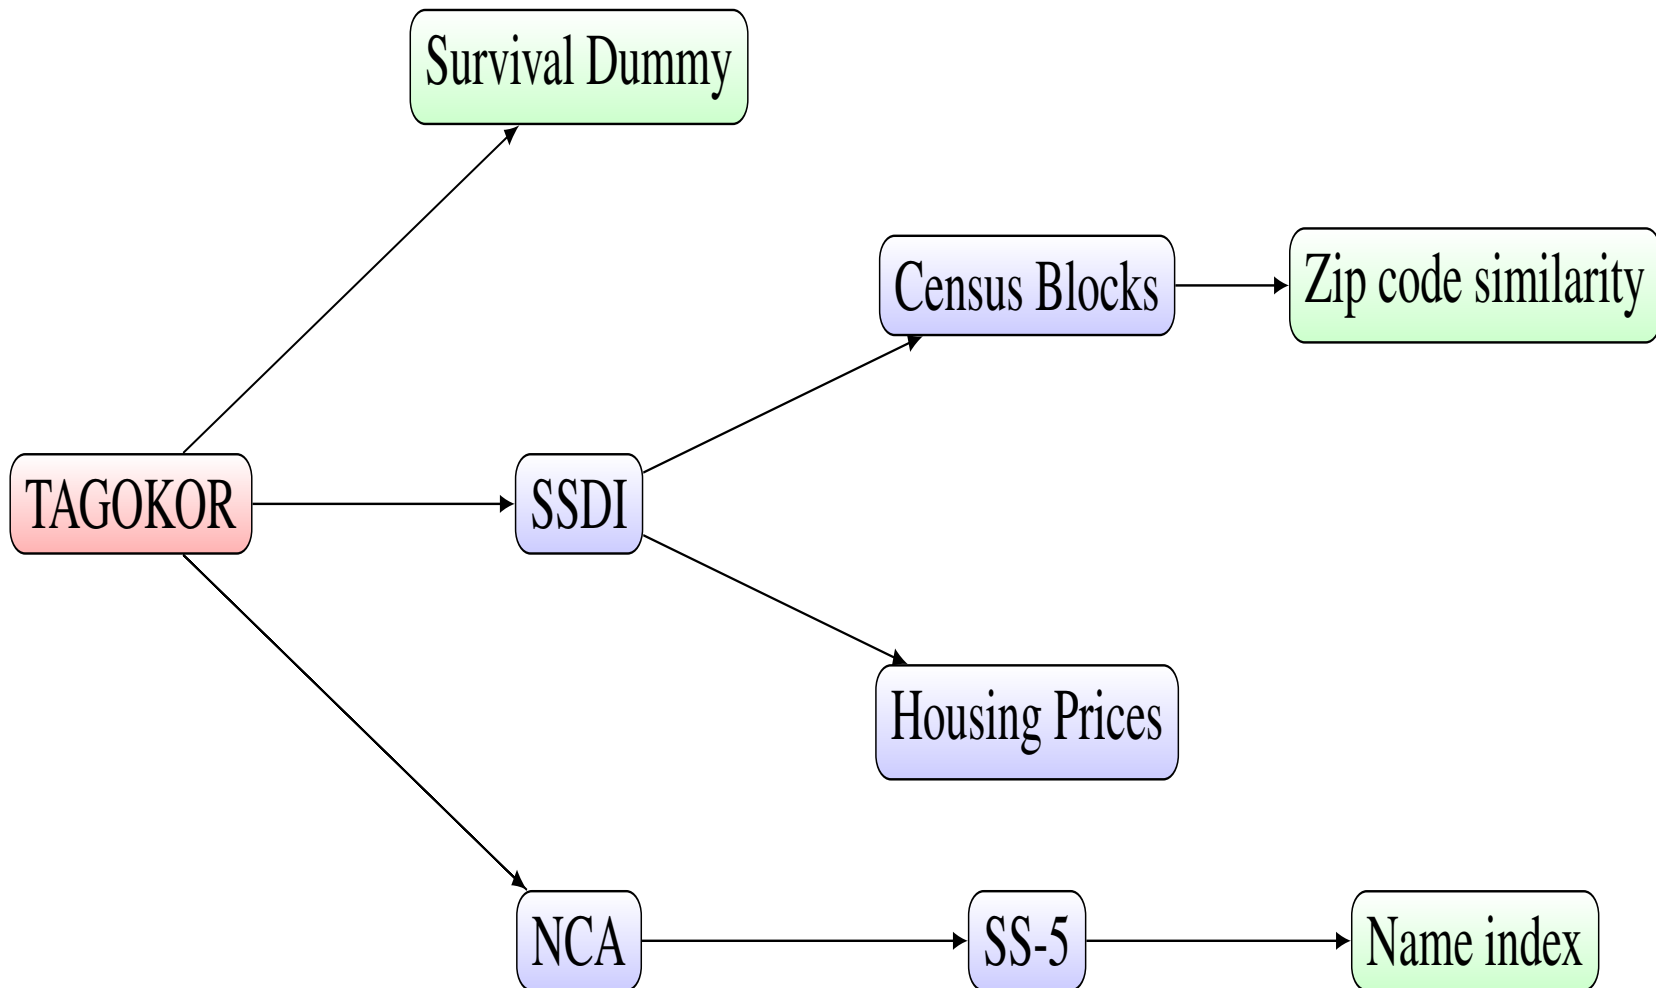 Survival Dummy
Census Blocks
Zip code similarity
TAGOKOR
SSDI
Housing Prices
NCA
SS-5
Name index